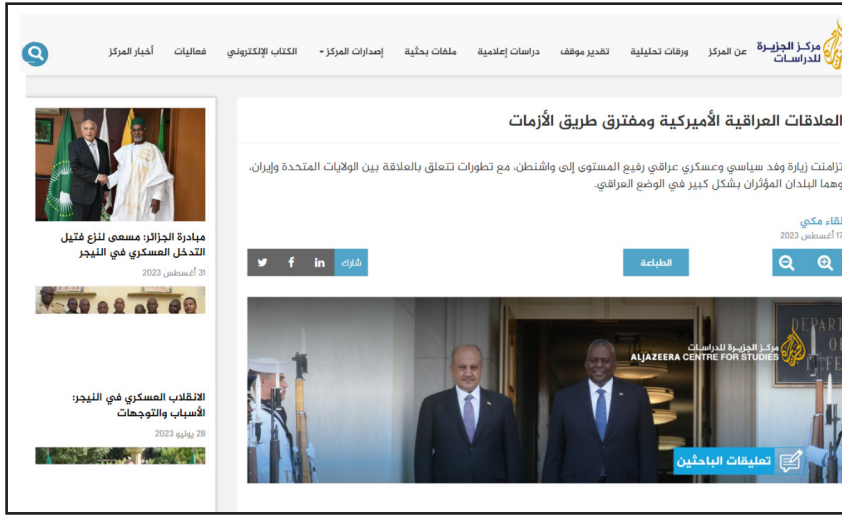 مركز الجزيرة
للدراسات
عن المركز
ورقات تحليلية
تقدير موقف
دراسات إعلامية
ملفات بحثية
إصدارات المركز
الكتاب الإلكتروني
فعاليات
أخبار المركز
العلاقات العراقية الأميركية ومفترق طريق الأزمات
تزامنت زيارة وفد سياسي وعسكري عراقي رفيع المستوى إلى واشنطن، مع تطورات تتعلق بالعلاقة بين الولايات المتحدة وإيران،
وهما البلدان المؤثران بشكل كبير في الوضع العراقي.
لقاء مكي
17 أغسطس 2023
الطباعة
شارك
مركز الجزيرة للدراسات
ALJAZEERA CENTRE FOR STUDIES
تعليقات الباحثين
مبادرة الجزائر: مسعى لنزع فتيل
التدخل العسكري في النيجر
31 أغسطس 2023
الانقلاب العسكري في النيجر:
الأسباب والتوجهات
28 يوليو 2023